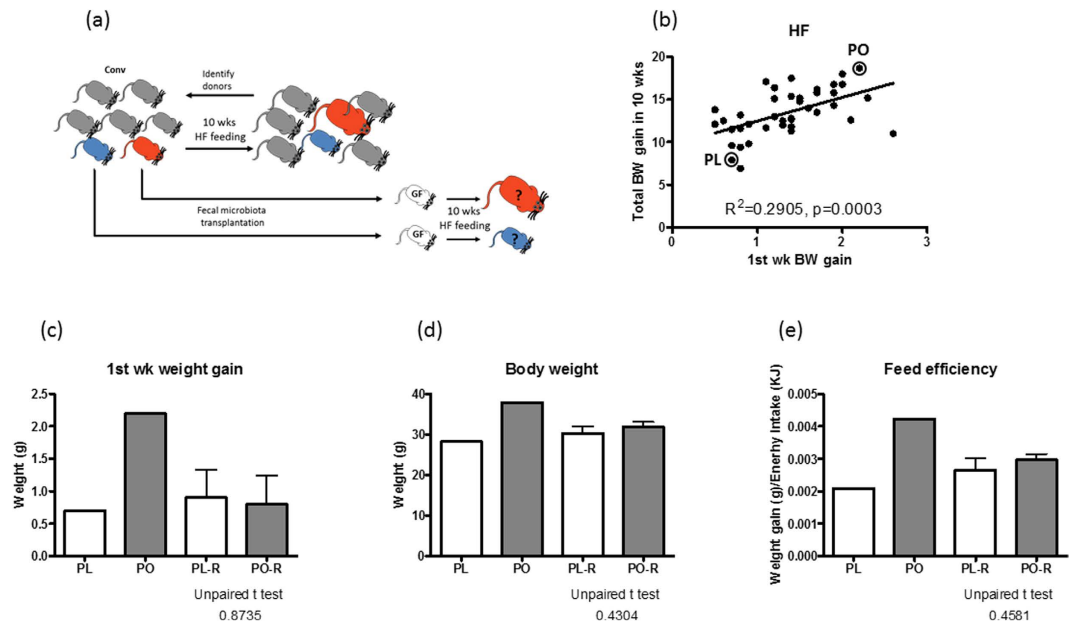 (a)
Conv
Identify
donors
10 wks
HF feeding
Fecal microbiota
transplantation
GF
GF
10 wks
HF feeding
?
?
(b)
HF
Total BW gain in 10 wks
20
15
10
5
0
PO
PL
R²=0.2905, p=0.0003
0
1
2
3
1st wk BW gain
(c)
1st wk weight gain
Weight (g)
2.5
2.0
1.5
1.0
0.5
0.0
PL
PO
PL-R
PO-R
Unpaired t test
0.8735
(d)
Body weight
Weight (g)
40
30
20
10
0
PL
PO
PL-R
PO-R
Unpaired t test
0.4304
(e)
Feed efficiency
Weight gain (g)/Enerhy Intake (KJ)
0.005
0.004
0.003
0.002
0.001
0.000
PL
PO
PL-R
PO-R
Unpaired t test
0.4581